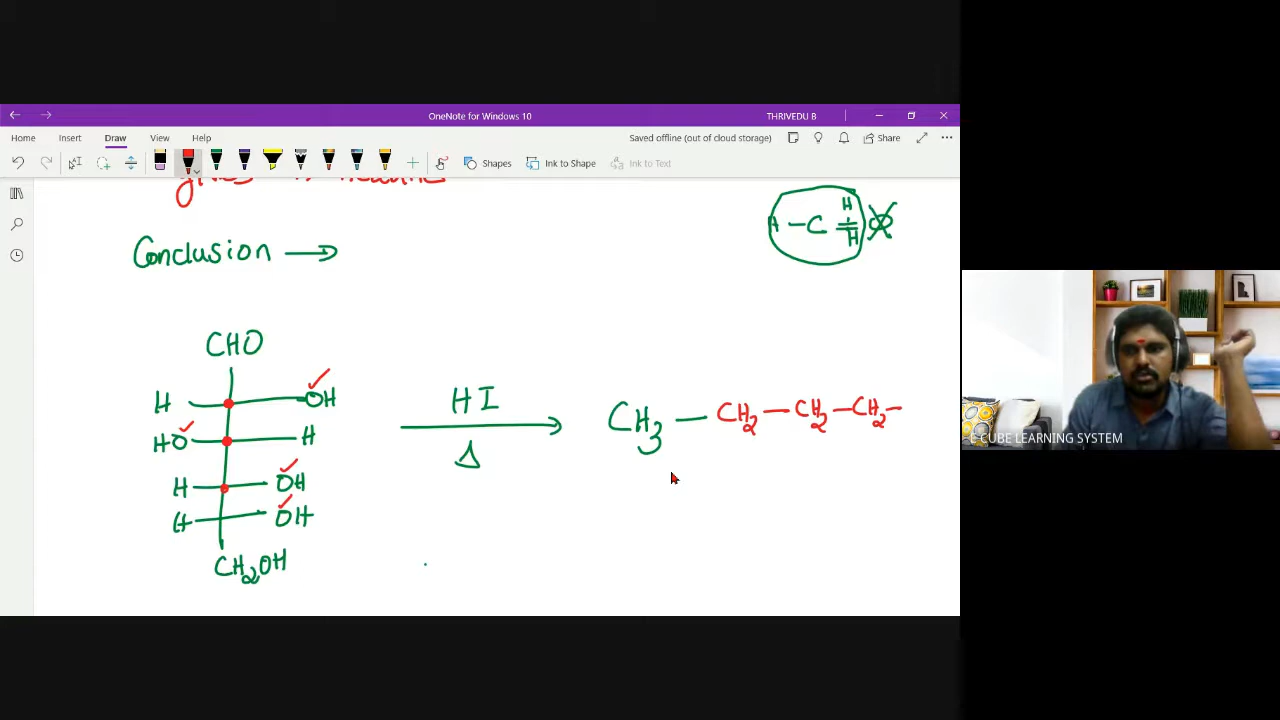 OneNote for Windows 10
THRIVEDU B
Home Insert Draw View Help
Saved offline (out of cloud storage)
Share
Shapes
Ink to Shape
Ink to Text
Conclusion →
H
H – C = O
H
CHO
H OH
HO H
H OH
H OH
CH2OH
HI
Δ
CH3 — CH2 — CH2 — CH2 –
C CUBE LEARNING SYSTEM